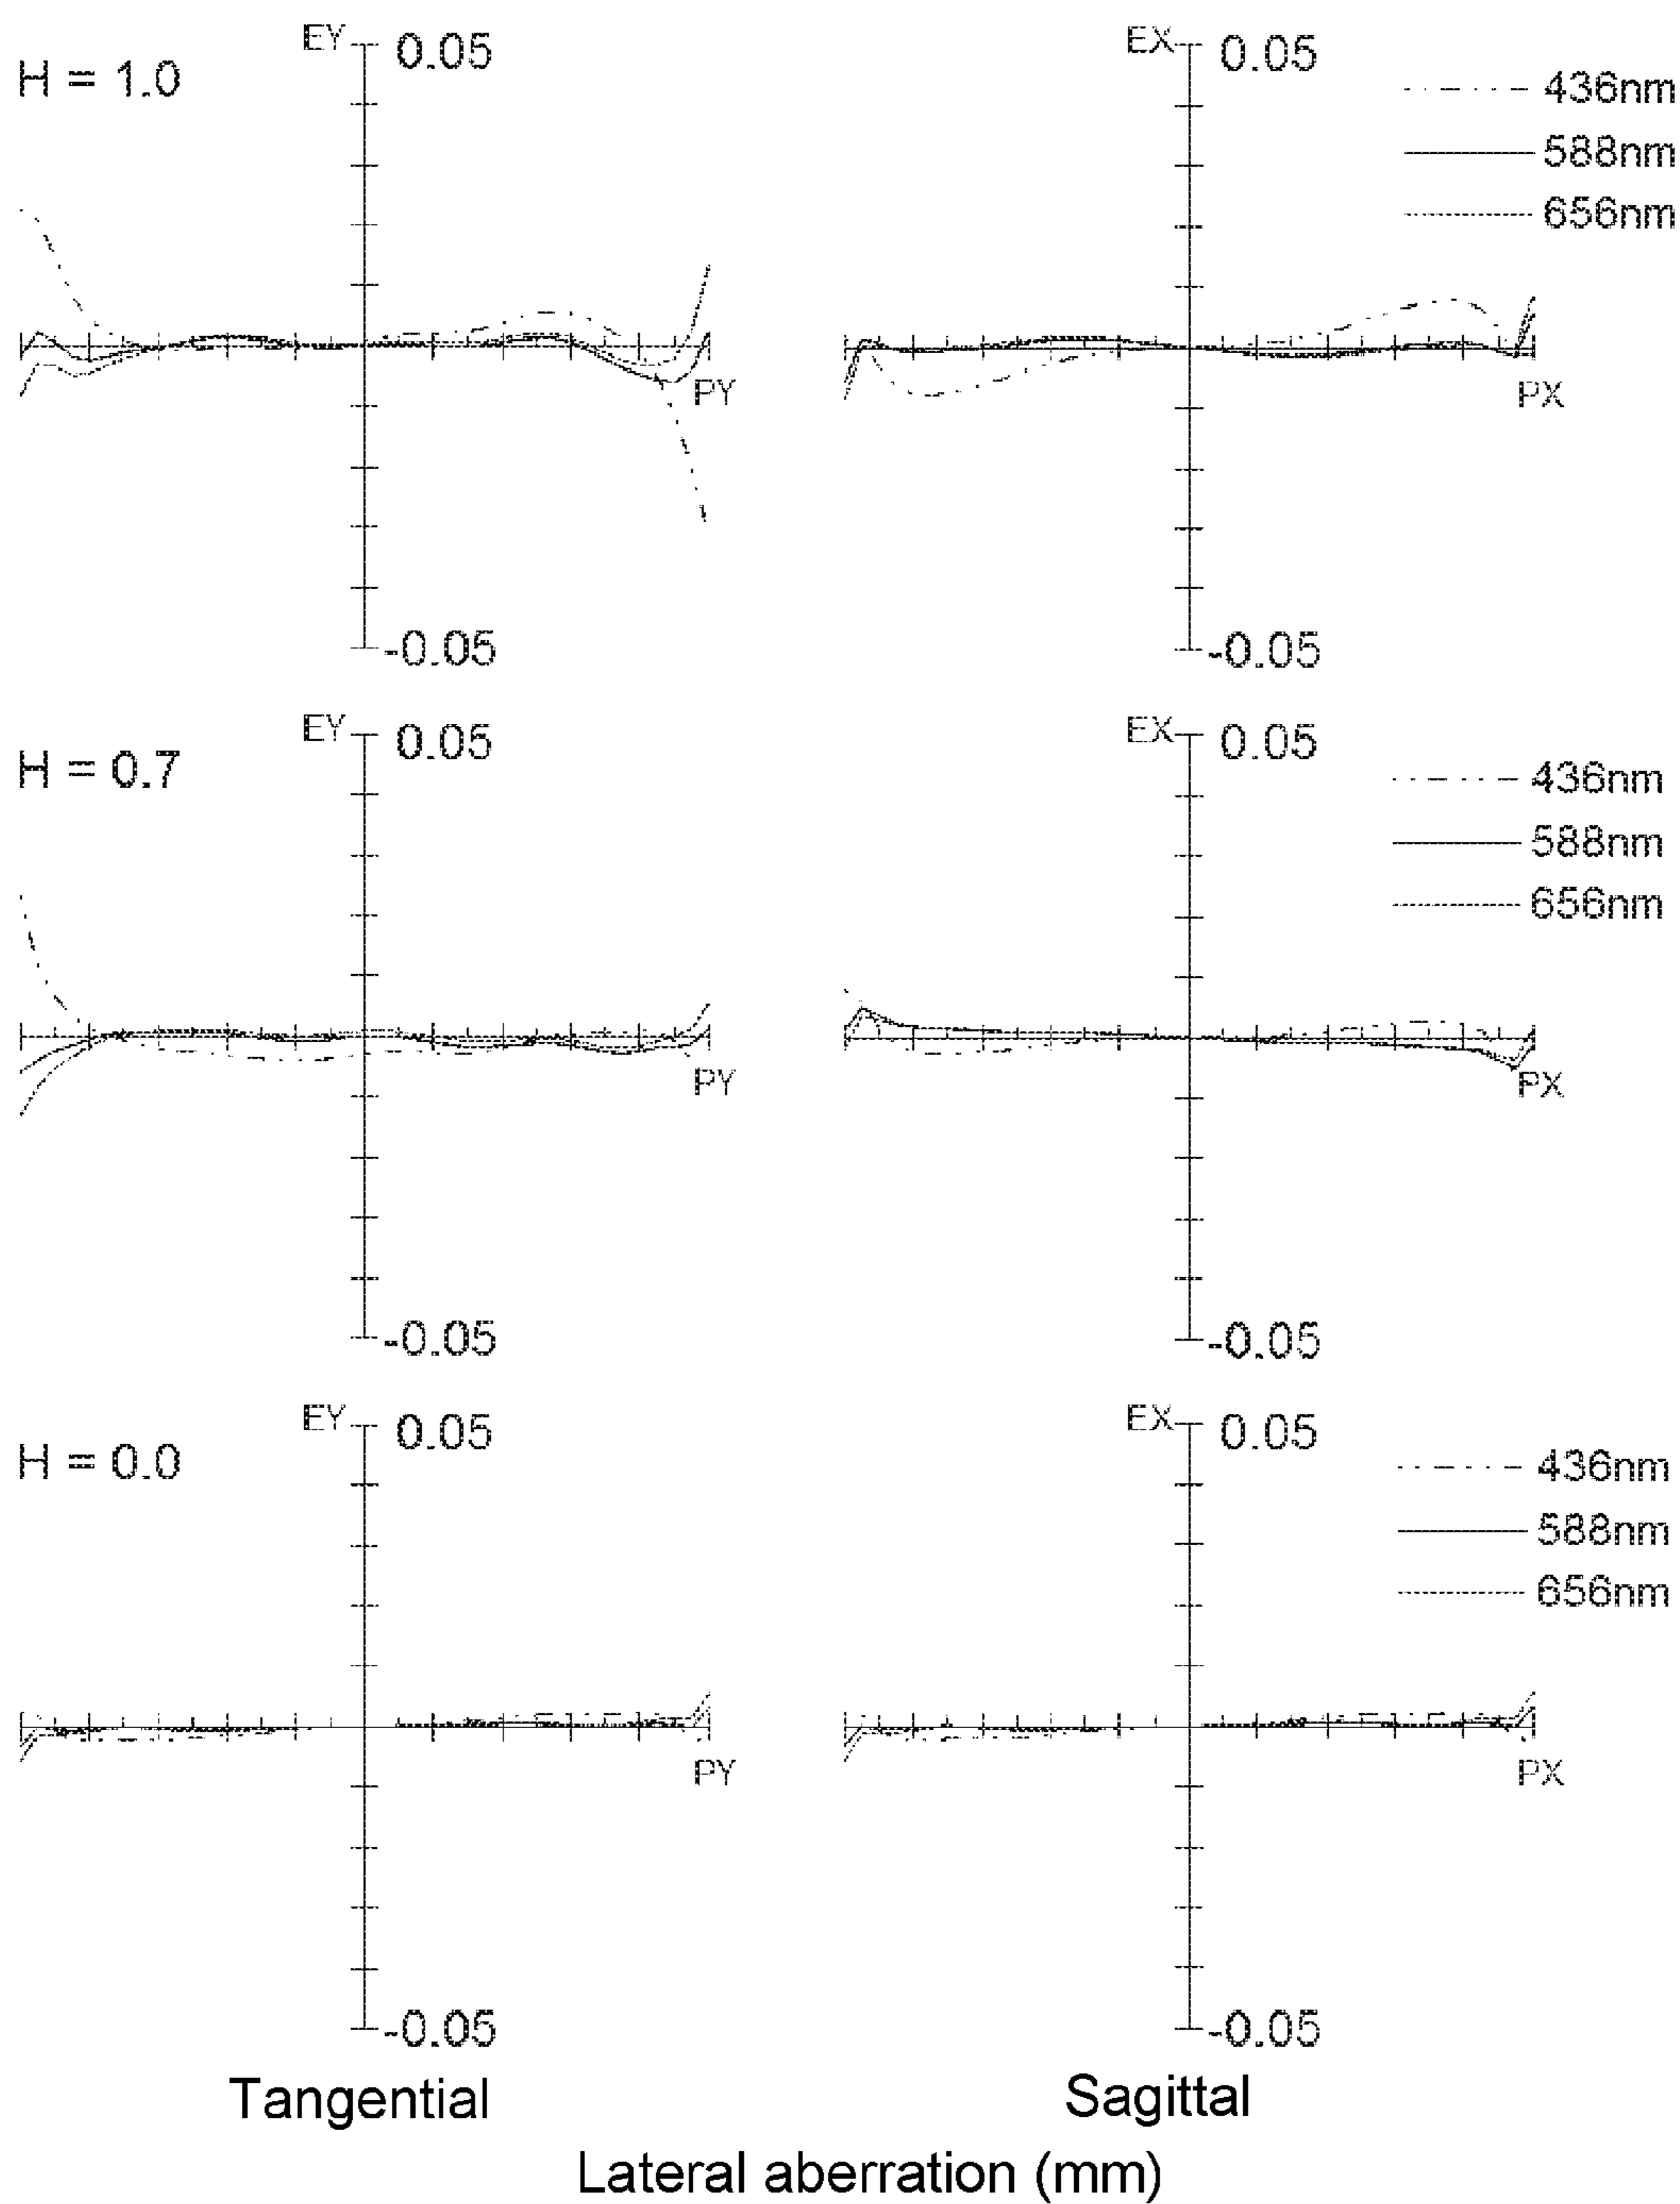 EY 0.05 EX 0.05
H = 1.0 436nm
588nm
656nm
PY PX
-0.05 -0.05
EY 0.05 EX 0.05
H = 0.7 436nm
588nm
656nm
PY PX
-0.05 -0.05
EY 0.05 EX 0.05
H = 0.0 436nm
588nm
656nm
PY PX
-0.05 -0.05
Tangential Sagittal
Lateral aberration (mm)